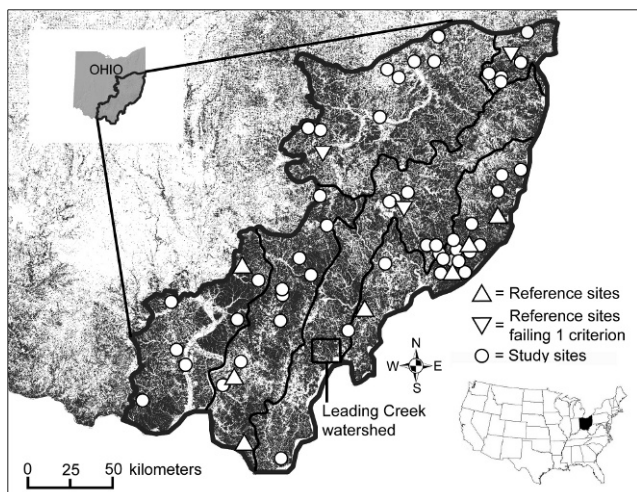 OHIO
= Reference sites
= Reference sites
failing 1 criterion
= Study sites
N
W E
S
Leading Creek
watershed
0 25 50 kilometers